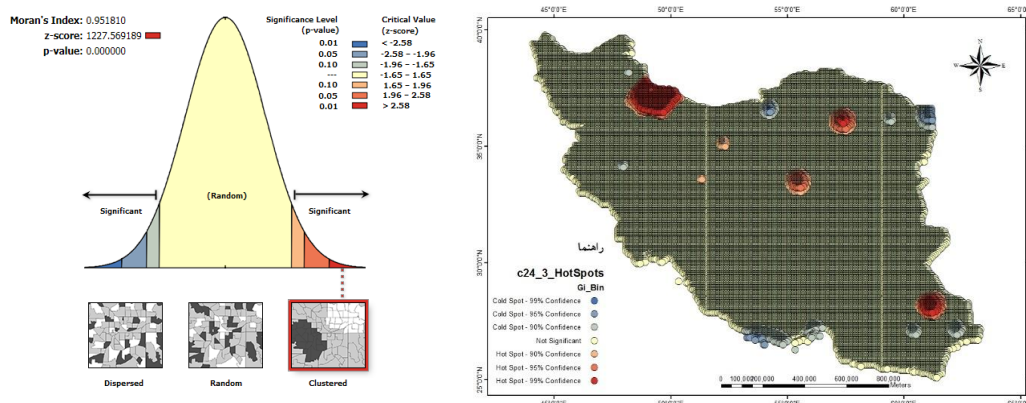 Moran's Index: 0.951810
z-score: 1227.569189
p-value: 0.000000
Significance Level
(p-value)
Critical Value
(z-score)
0.01 < -2.58
0.05 -2.58 – -1.96
0.10 -1.96 – -1.65
--- -1.65 – 1.65
0.10 1.65 – 1.96
0.05 1.96 – 2.58
0.01 > 2.58
(Random)
Significant
Significant
Dispersed
Random
Clustered
45°0'0"E 50°0'0"E 55°0'0"E 60°0'0"E 65°0'0"E
40°0'0"N
35°0'0"N
30°0'0"N
25°0'0"N
N
W E
S
راهنما
c24_3_HotSpots
Gi_Bin
Cold Spot - 99% Confidence
Cold Spot - 95% Confidence
Cold Spot - 90% Confidence
Not Significant
Hot Spot - 90% Confidence
Hot Spot - 95% Confidence
Hot Spot - 99% Confidence
0 100,000 200,000 400,000 600,000 800,000
Meters